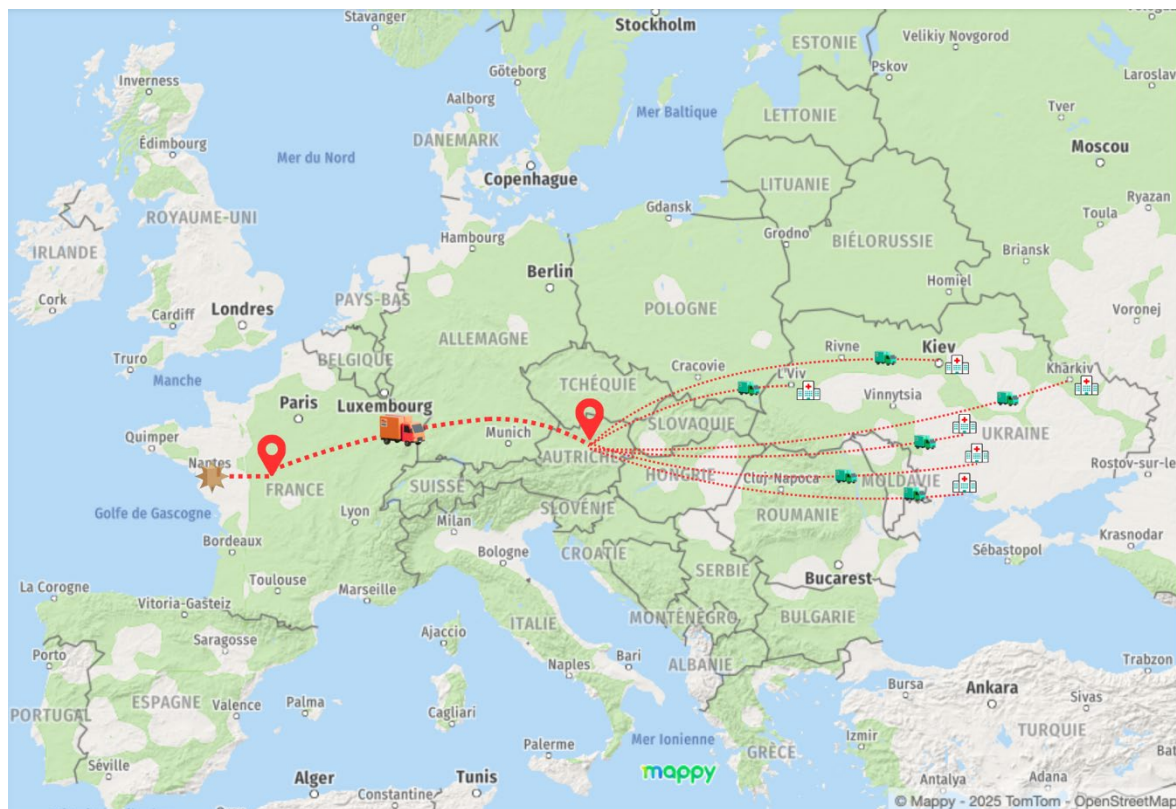 Stavanger
Stockholm
ESTONIE
Velikiy Novgorod
Pskov
Laroslav
Inverness
Göteborg
Aalborg
Mer Baltique
LETTONIE
Tver
Édimbourg
DANEMARK
Mer du Nord
Moscou
Copenhague
LITUANIE
Ryazan
ROYAUME-UNI
Gdansk
Toula
Hambourg
Grodno
BIÉLORUSSIE
IRLANDE
Briansk
Berlin
Homiel
Cork
PAYS-BAS
POLOGNE
Voronej
Londres
Cardiff
ALLEMAGNE
Rivne
Kiev
Truro
BELGIQUE
Cracovie
L'Viv
Kharkiv
Manche
TCHÉQUIE
Vinnytsia
Paris
Luxembourg
SLOVAQUIE
UKRAINE
Quimper
Munich
Nantes
AUTRICHE
HONGRIE
Cluj-Napoca
MOLDAVIE
Rostov-sur-le
FRANCE
SUISSE
Golfe de Gascogne
Lyon
SLOVÉNIE
ROUMANIE
Milan
Krasnodar
Bordeaux
Bologne
CROATIE
Sébastopol
SERBIE
Bucarest
Toulouse
Marseille
La Corogne
Vitoria-Gasteiz
MONTÉNÉGRO
BULGARIE
ITALIE
Saragosse
Ajaccio
Porto
Bari
ALBANIE
Naples
Trabzon
Bursa
Ankara
Sivas
ESPAGNE
Valence
Palma
Cagliari
PORTUGAL
TURQUIE
Izmir
Mer Ionienne
Palerme
GRÈCE
Bat
Séville
mappy
Alger
Tunis
Antalya
Adana
Constantine
© Mappy - 2025 TomTom - OpenStreetMap